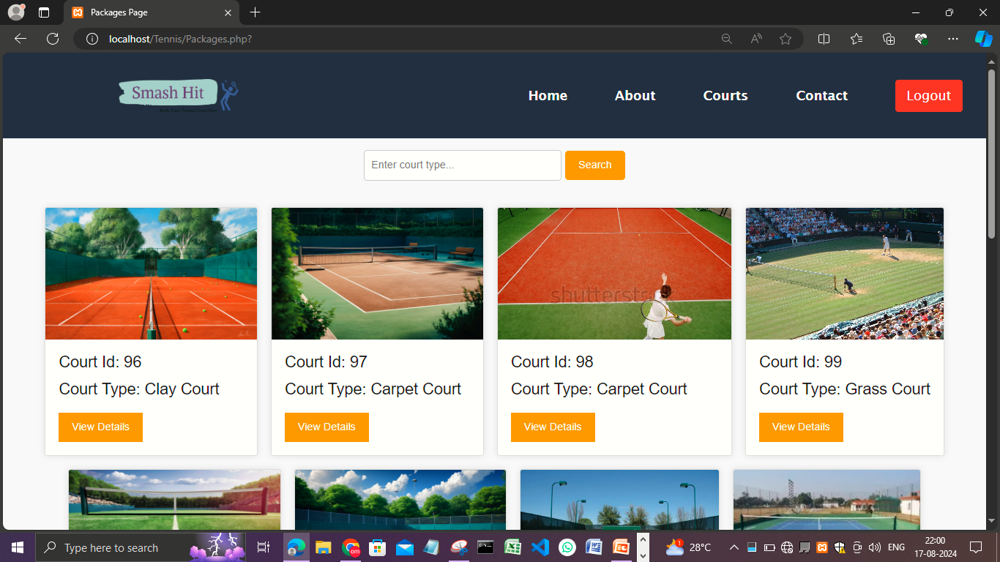 Packages Page
localhost/Tennis/Packages.php?
Smash Hit
Home
About
Courts
Contact
Logout
Enter court type...
Search
shutterst
Court Id: 96
Court Type: Clay Court
View Details
Court Id: 97
Court Type: Carpet Court
View Details
Court Id: 98
Court Type: Carpet Court
View Details
Court Id: 99
Court Type: Grass Court
View Details
Type here to search
om
1
28°C
ENG
22:00
17-08-2024